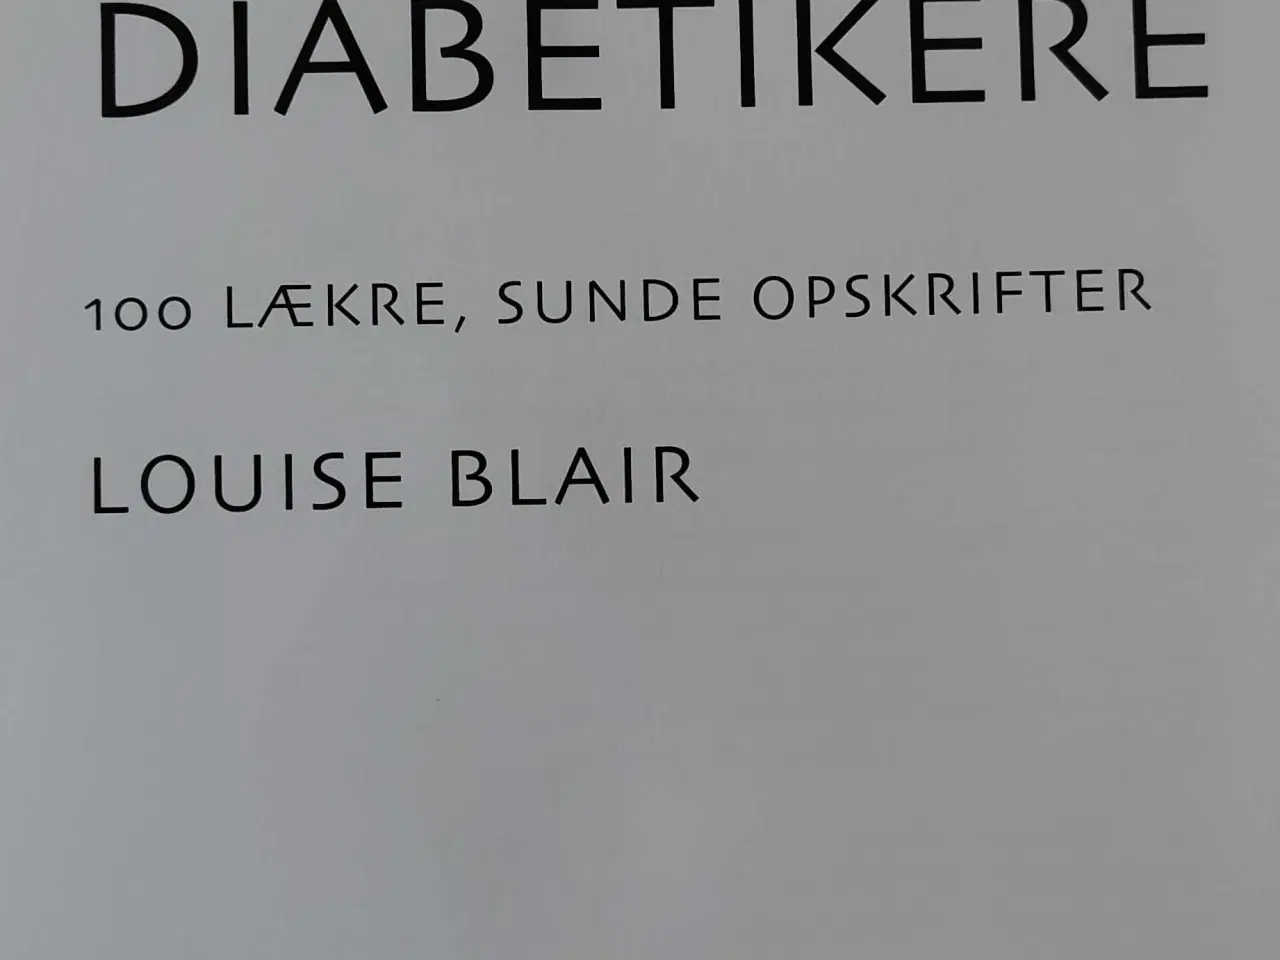 DIABETIKERE
100 LÆKRE, SUNDE OPSKRIFTER
LOUISE BLAIR